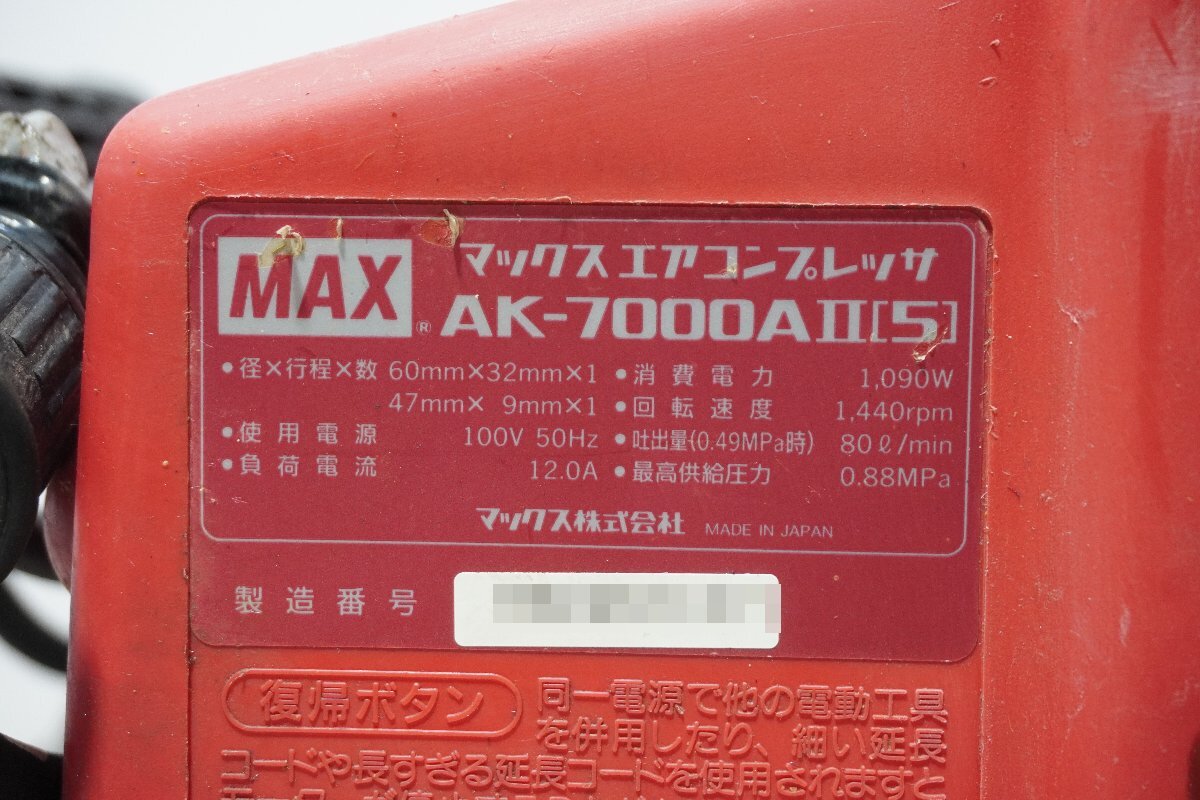 MAX®
マックス エアコンプレッサ
AK-7000AⅡ[5]
•径×行程×数 60mm×32mm×1
47mm× 9mm×1
•使用電源 100V 50Hz
•負荷電流 12.0A
•消費電力 1,090W
•回転速度 1,440rpm
•吐出量(0.49MPa時) 80ℓ/min
•最高供給圧力 0.88MPa
マックス株式会社 MADE IN JAPAN
製造番号
復帰ボタン
同一電源で他の電動工具
を併用したり、細い延長
コードや長すぎる延長コードを使用されますと